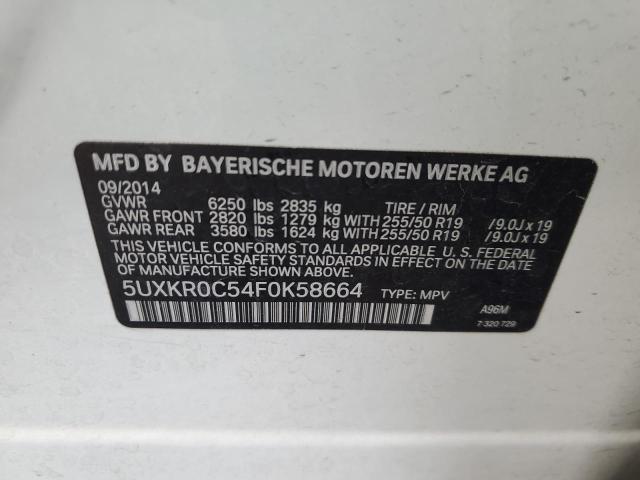 MFD BY BAYERISCHE MOTOREN WERKE AG
09/2014
GVWR 6250 lbs 2835 kg TIRE / RIM
GAWR FRONT 2820 lbs 1279 kg WITH 255/50 R19 /9.0J x 19
GAWR REAR 3580 lbs 1624 kg WITH 255/50 R19 /9.0J x 19
THIS VEHICLE CONFORMS TO ALL APPLICABLE U. S. FEDERAL
MOTOR VEHICLE SAFETY STANDARDS IN EFFECT ON THE
DATE OF MANUFACTURE SHOWN ABOVE.
5UXKR0C54F0K58664 TYPE: MPV
A96M
7 320 729